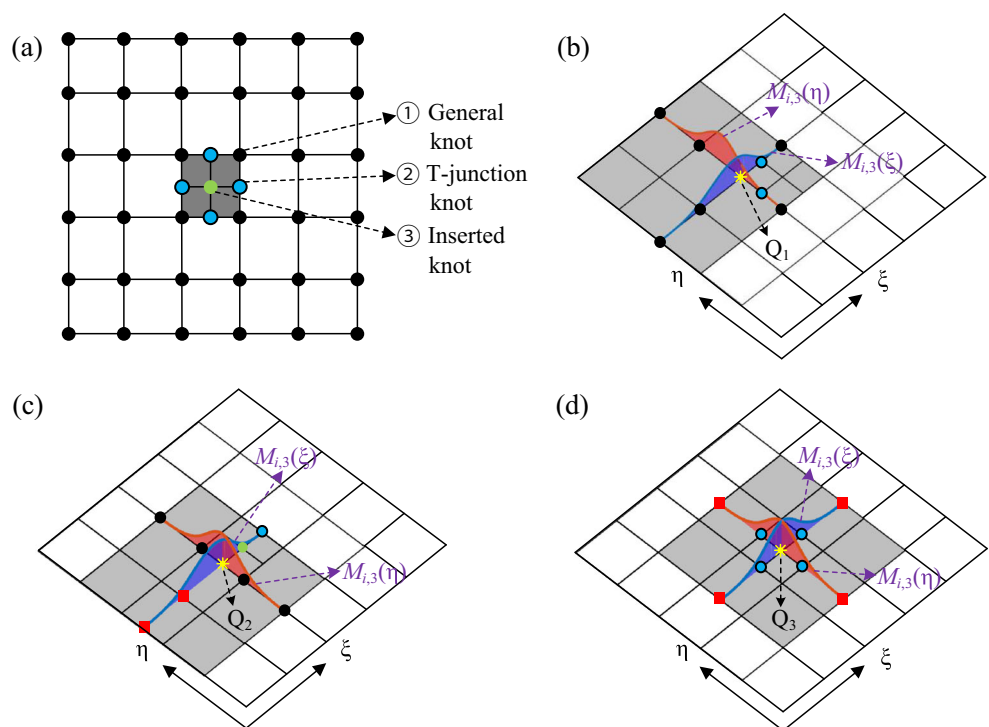 (a)
① General
knot
② T-junction
knot
③ Inserted
knot
(b)
M_{i,3}(η)
M_{i,3}(ξ)
Q₁
η
ξ
(c)
M_{i,3}(ξ)
M_{i,3}(η)
Q₂
η
ξ
(d)
M_{i,3}(ξ)
M_{i,3}(η)
Q₃
η
ξ